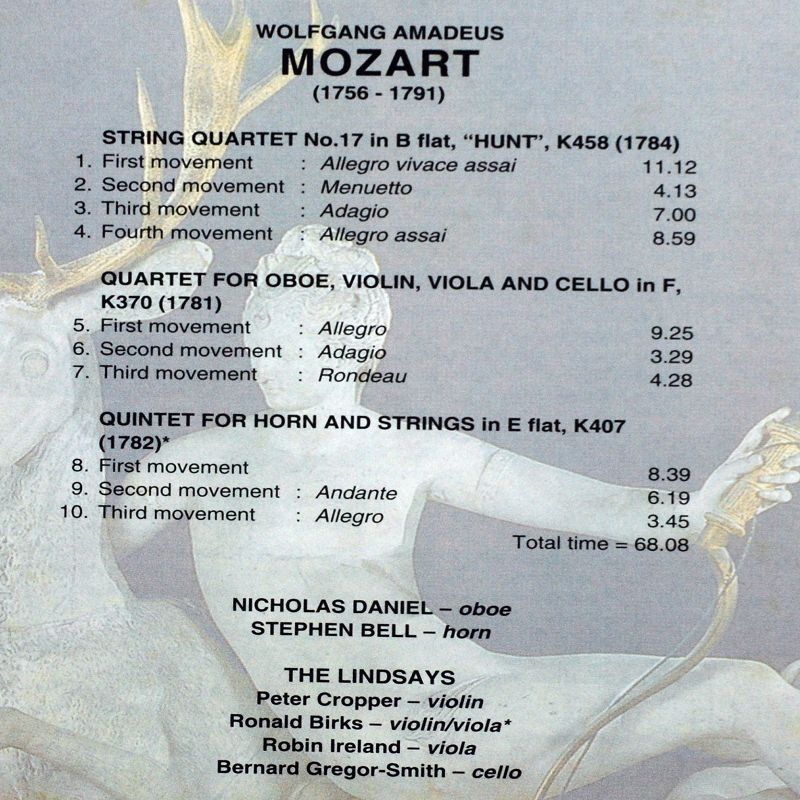 WOLFGANG AMADEUS
MOZART
(1756 - 1791)
STRING QUARTET No.17 in B flat, "HUNT", K458 (1784)
1. First movement : Allegro vivace assai 11.12
2. Second movement : Menuetto 4.13
3. Third movement : Adagio 7.00
4. Fourth movement : Allegro assai 8.59
QUARTET FOR OBOE, VIOLIN, VIOLA AND CELLO in F,
K370 (1781)
5. First movement : Allegro 9.25
6. Second movement : Adagio 3.29
7. Third movement : Rondeau 4.28
QUINTET FOR HORN AND STRINGS in E flat, K407
(1782)*
8. First movement 8.39
9. Second movement : Andante 6.19
10. Third movement : Allegro 3.45
Total time = 68.08
NICHOLAS DANIEL – oboe
STEPHEN BELL – horn
THE LINDSAYS
Peter Cropper – violin
Ronald Birks – violin/viola*
Robin Ireland – viola
Bernard Gregor-Smith – cello